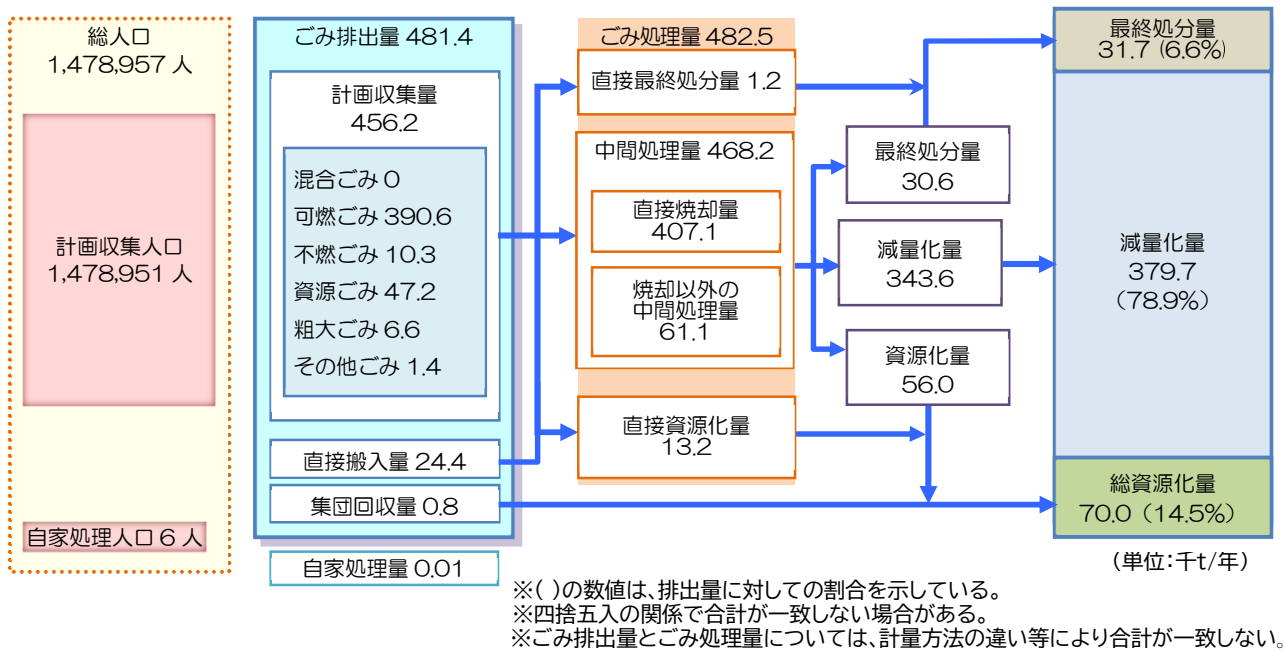 総人口
1,478,957 人
計画収集人口
1,478,951 人
自家処理人口 6 人
ごみ排出量 481.4
計画収集量
456.2
混合ごみ 0
可燃ごみ 390.6
不燃ごみ 10.3
資源ごみ 47.2
粗大ごみ 6.6
その他ごみ 1.4
直接搬入量 24.4
集団回収量 0.8
自家処理量 0.01
ごみ処理量 482.5
直接最終処分量 1.2
中間処理量 468.2
直接焼却量
407.1
焼却以外の
中間処理量
61.1
直接資源化量
13.2
最終処分量
30.6
減量化量
343.6
資源化量
56.0
最終処分量
31.7 (6.6%)
減量化量
379.7
(78.9%)
総資源化量
70.0 (14.5%)
(単位:千t/年)
※( )の数値は、排出量に対しての割合を示している。
※四捨五入の関係で合計が一致しない場合がある。
※ごみ排出量とごみ処理量については、計量方法の違い等により合計が一致しない。